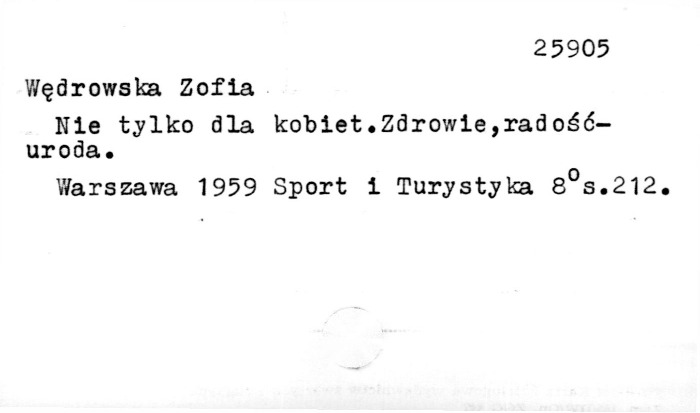 25905
Wędrowska Zofia
Nie tylko dla kobiet.Zdrowie,radość-
uroda.
Warszawa 1959 Sport i Turystyka 8°s.212.